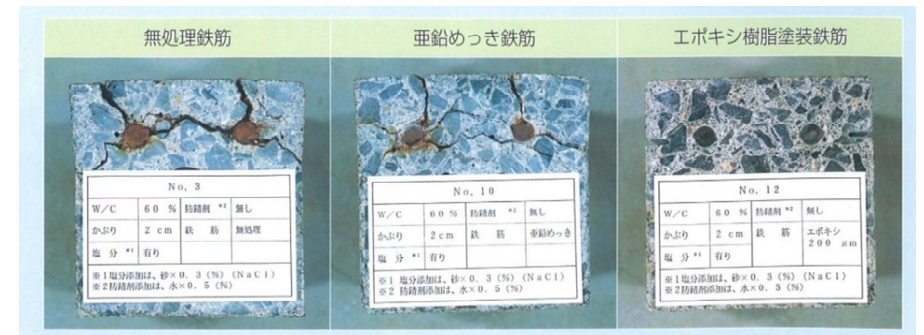 無処理鉄筋
亜鉛めっき鉄筋
エポキシ樹脂塗装鉄筋
No, 3
W/C 60 % 防錆剤 ※2 無し
かぶり 2 cm 鉄 筋 無処理
塩 分 ※1 有り
※1塩分添加は、砂×0.3(%)(NaCl)
※2防錆剤添加は、水×0.5(%)
No, 10
W/C 60 % 防錆剤 ※2 無し
かぶり 2 cm 鉄 筋 亜鉛めっき
塩 分 ※1 有り
※1 塩分添加は、砂×0.3(%)(NaCl)
※2 防錆剤添加は、水×0.5(%)
No, 12
W/C 60 % 防錆剤 ※2 無し
かぶり 2 cm 鉄 筋 エポキシ
200 μm
塩 分 ※1 有り
※1塩分添加は、砂×0.3(%)(NaCl)
※2防錆剤添加は、水×0.5(%)